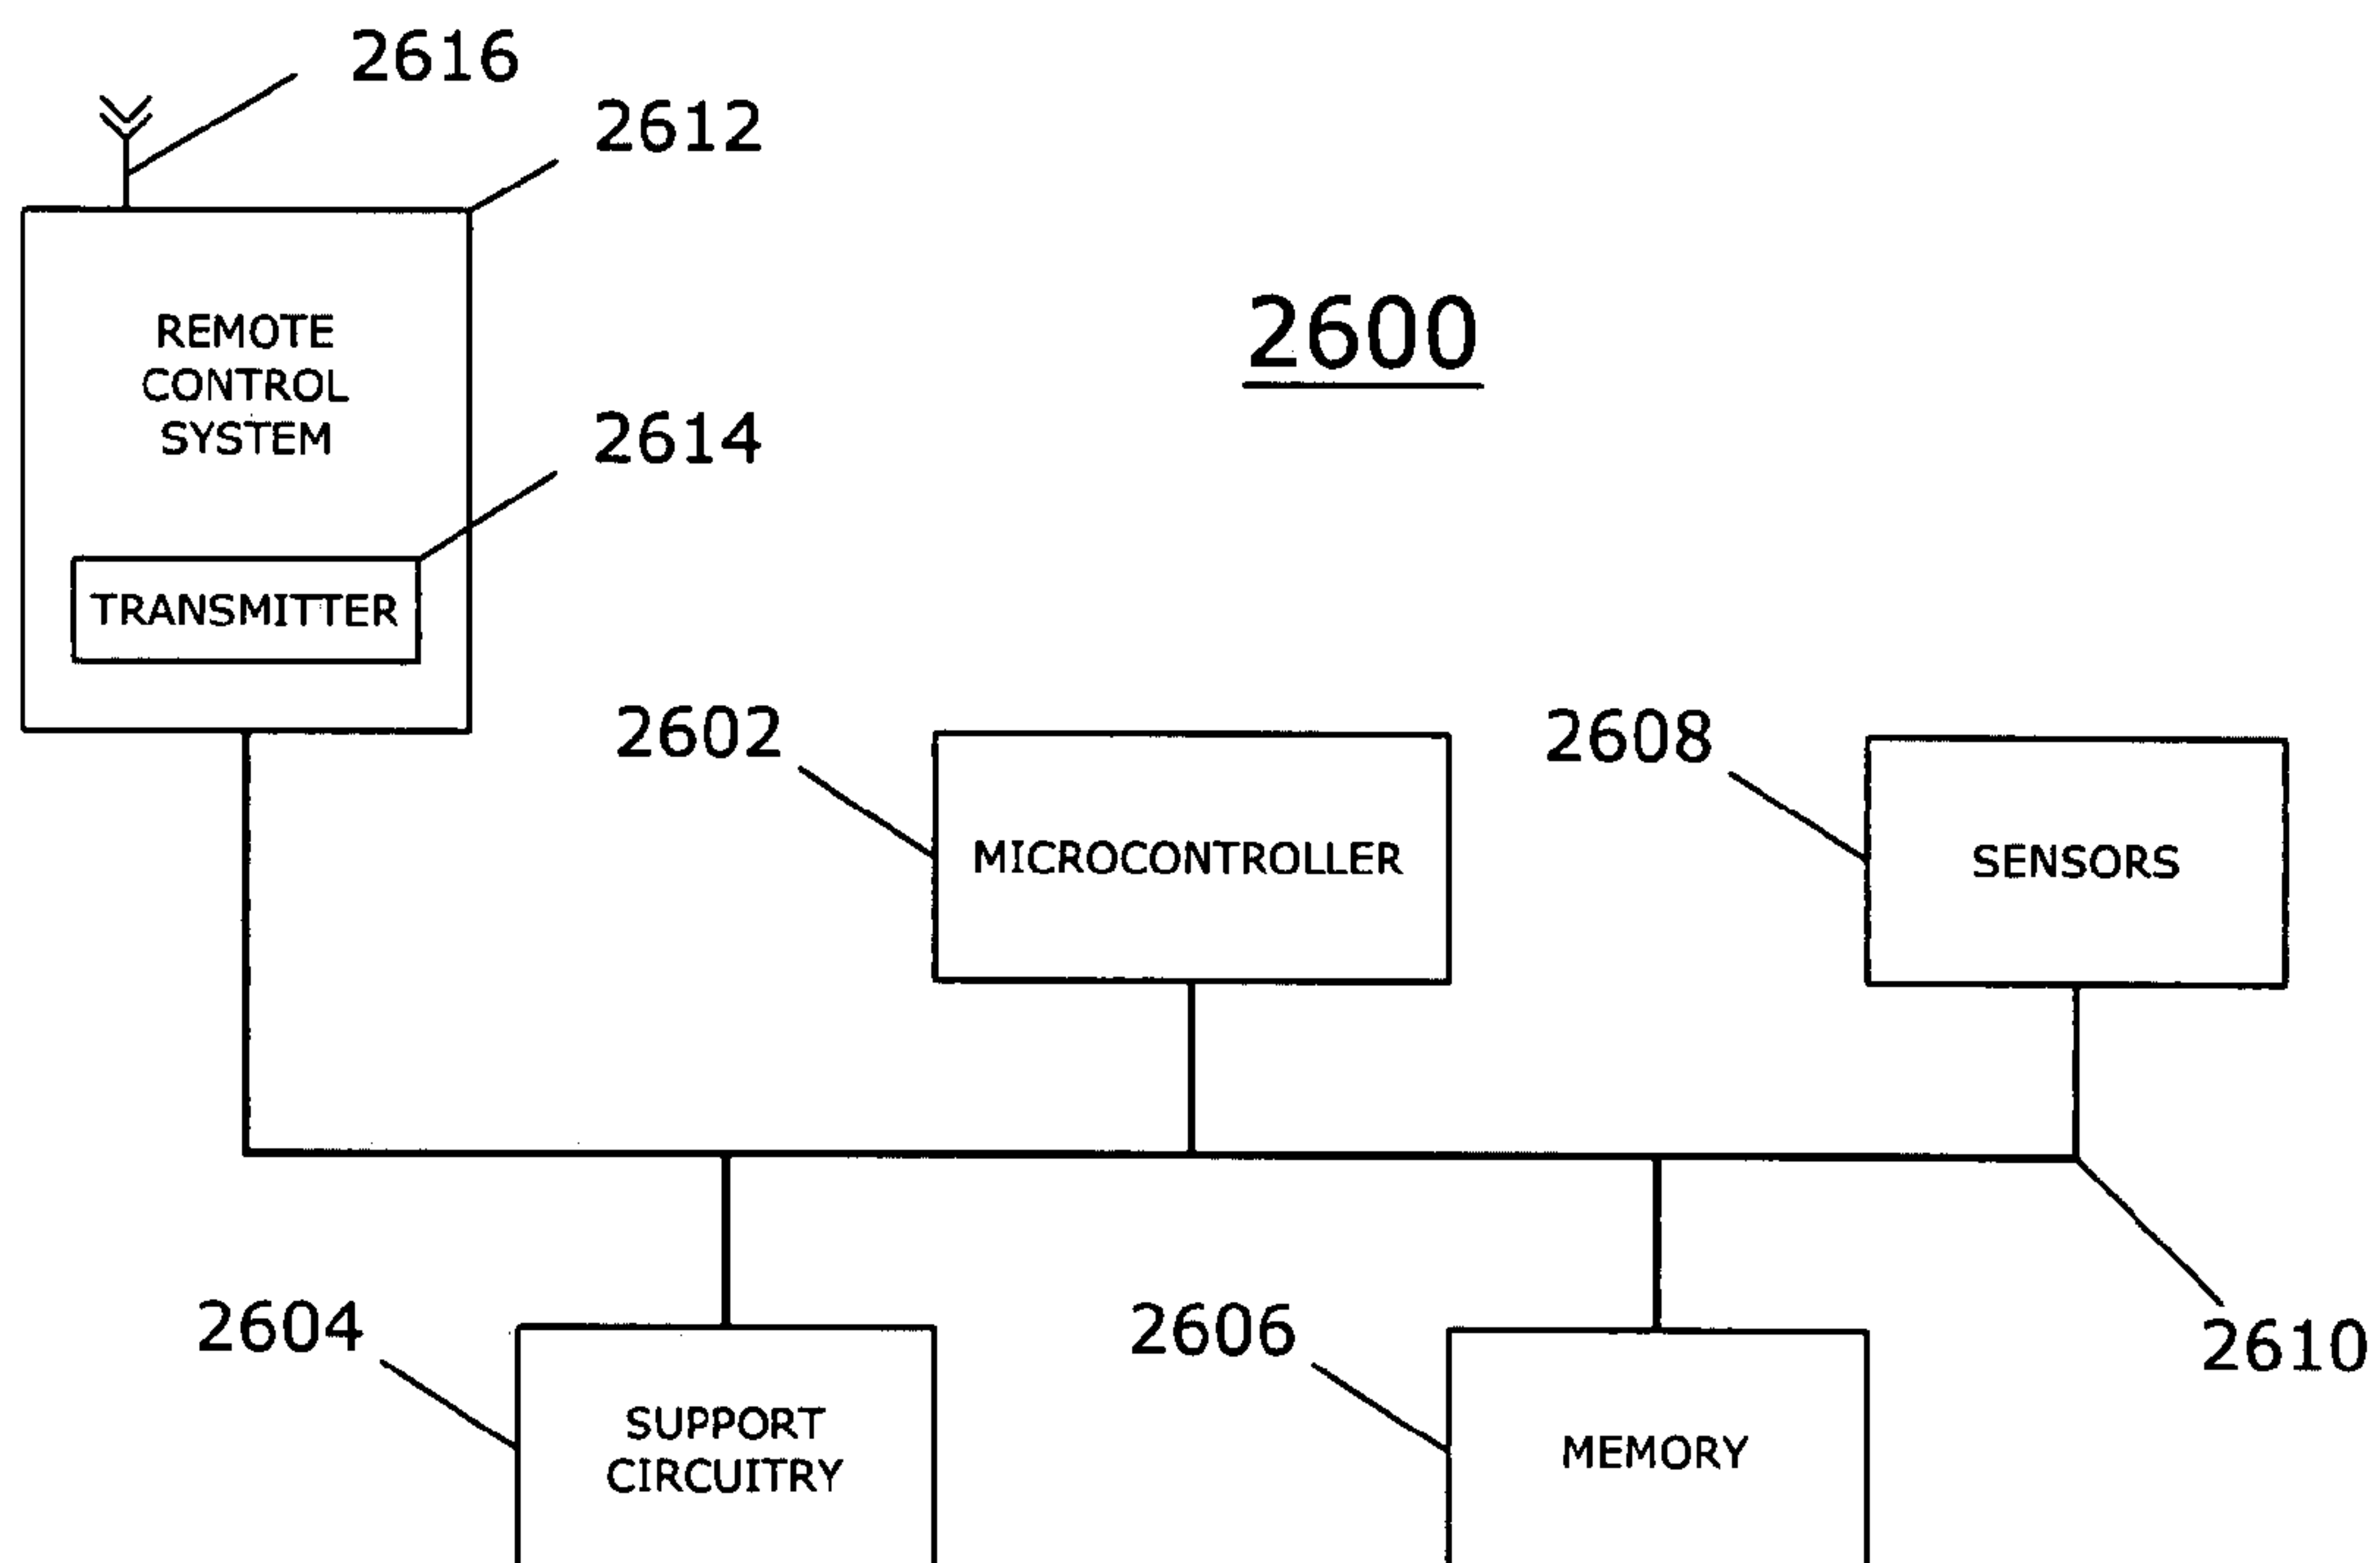 2616
2612
2600
REMOTE
CONTROL
SYSTEM
2614
TRANSMITTER
2602
2608
MICROCONTROLLER
SENSORS
2604
2606
2610
SUPPORT
CIRCUITRY
MEMORY